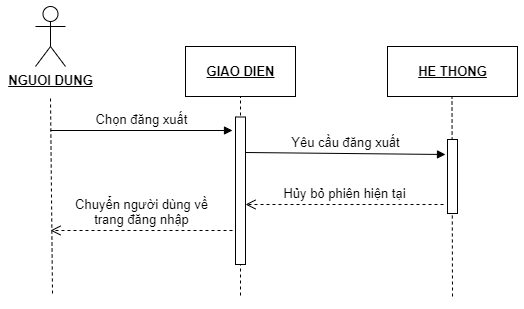 NGUOI DUNG
GIAO DIEN
HE THONG
Chọn đăng xuất
Yêu cầu đăng xuất
Hủy bỏ phiên hiện tại
Chuyển người dùng về
trang đăng nhập